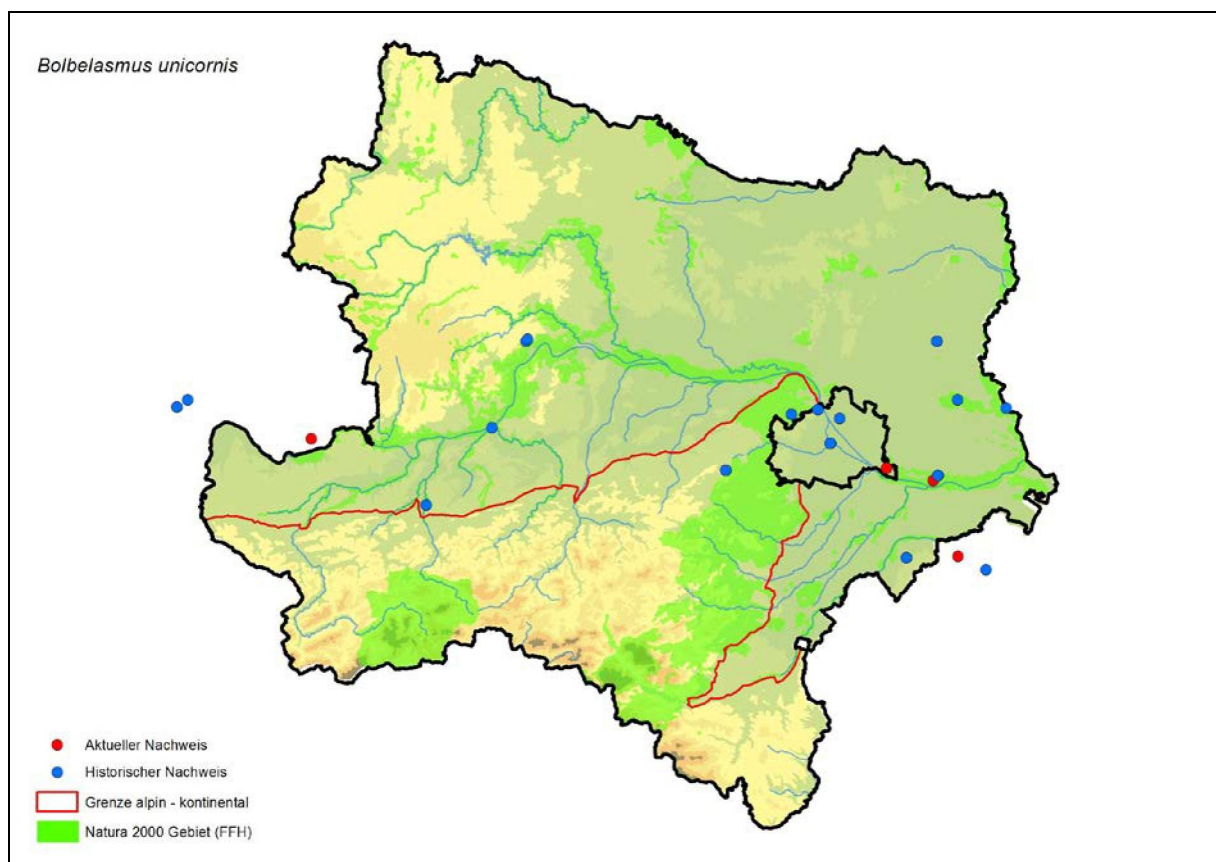 Bolbelasmus unicornis
Aktueller Nachweis
Historischer Nachweis
Grenze alpin - kontinental
Natura 2000 Gebiet (FFH)